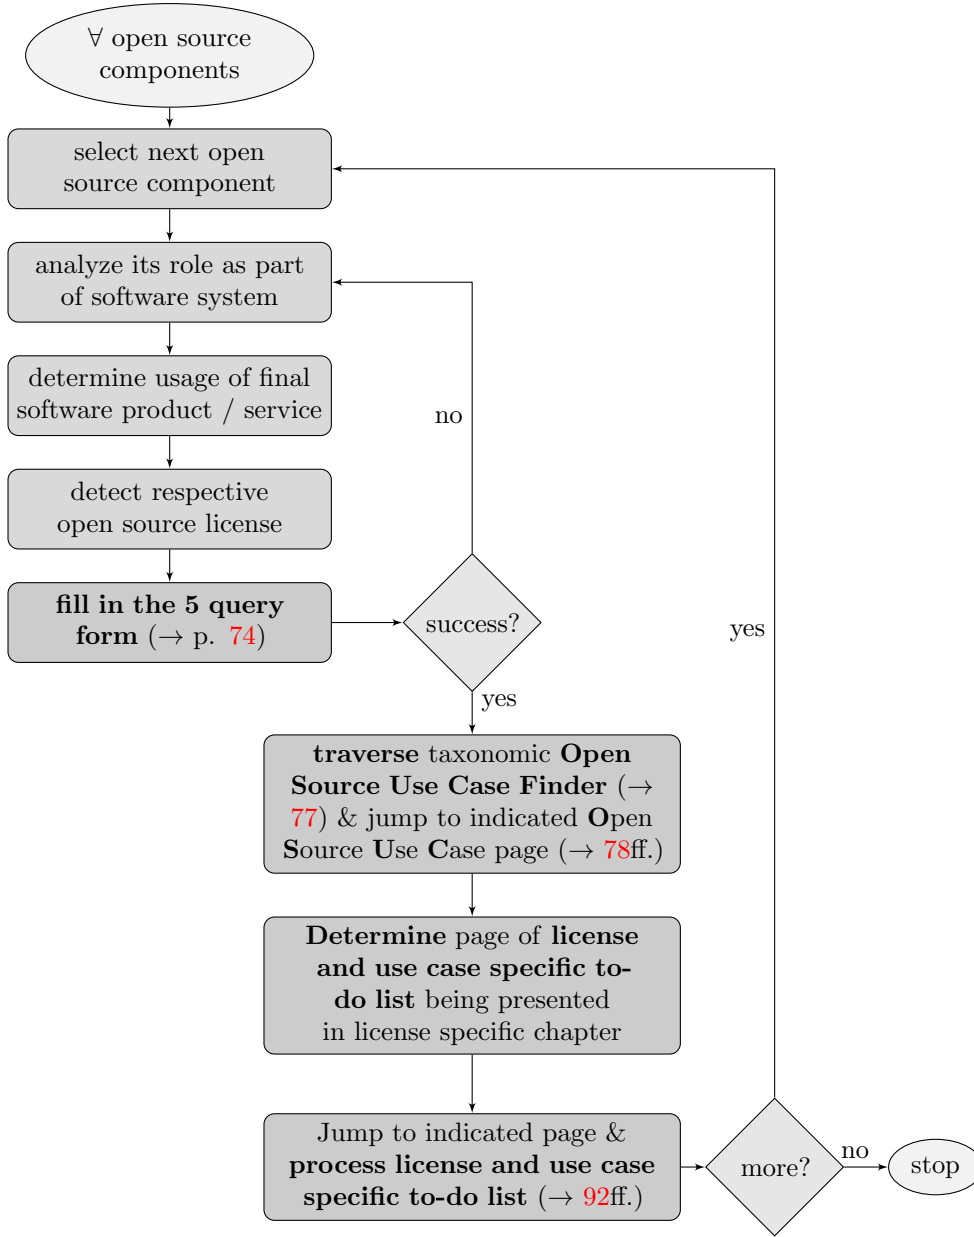 ∀ open source
components
select next open
source component
analyze its role as part
of software system
determine usage of final
software product / service
no
detect respective
open source license
fill in the 5 query
form (→ p. 74)
success?
yes
yes
traverse taxonomic Open
Source Use Case Finder (→
77) & jump to indicated Open
Source Use Case page (→ 78ff.)
Determine page of license
and use case specific to-
do list being presented
in license specific chapter
Jump to indicated page &
process license and use case
specific to-do list (→ 92ff.)
more?
no
stop